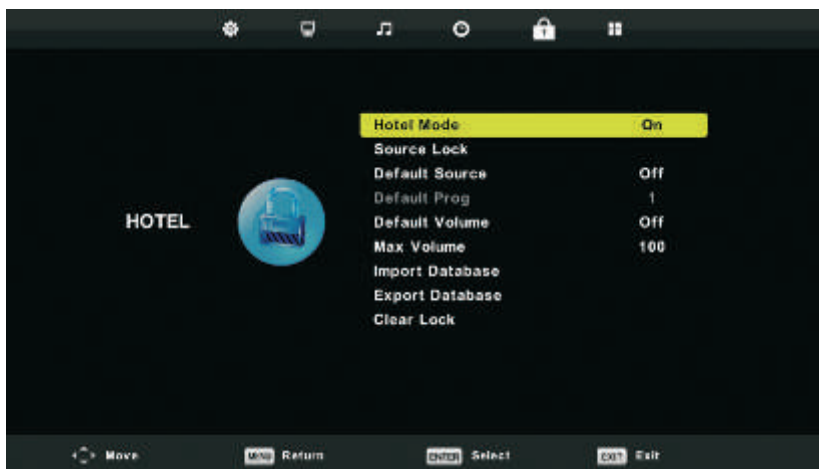 Hotel Mode On
Source Lock
Default Source Off
Default Prog 1
HOTEL
Default Volume Off
Max Volume 100
Import Database
Export Database
Clear Lock
Move MENU Return ENTER Select EXIT Exit